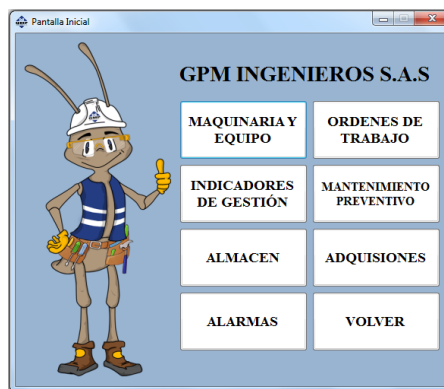 Pantalla Inicial
GPM INGENIEROS S.A.S
MAQUINARIA Y
EQUIPO
ORDENES DE
TRABAJO
INDICADORES
DE GESTIÓN
MANTENIMIENTO
PREVENTIVO
ALMACEN
ADQUISIONES
ALARMAS
VOLVER